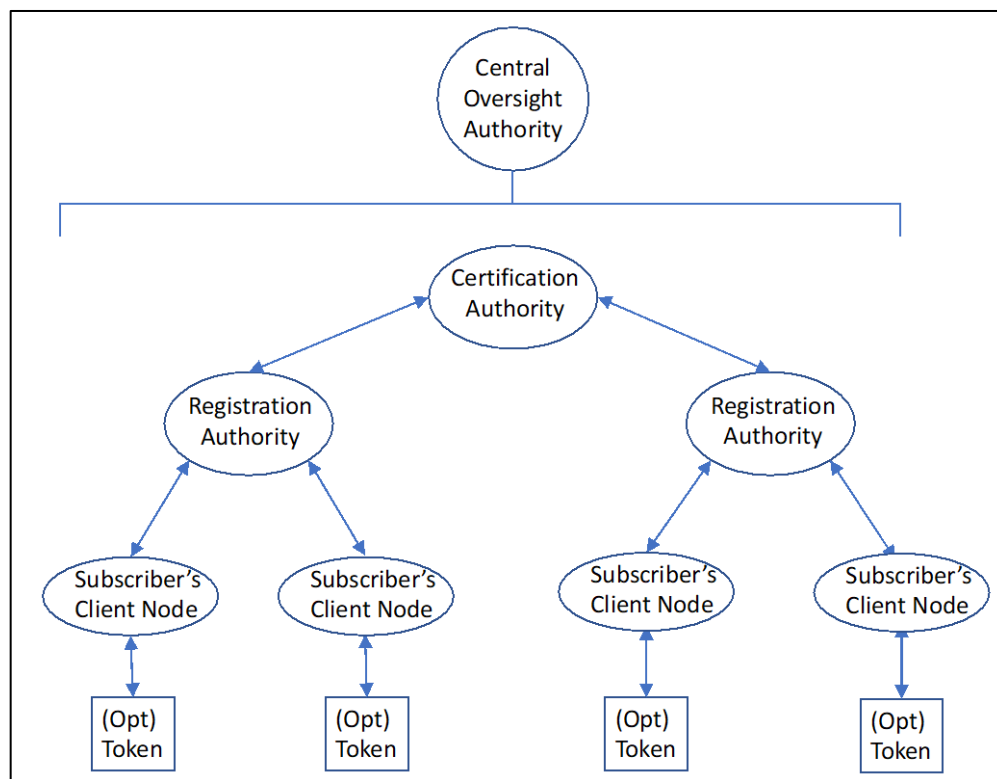 Central
Oversight
Authority
Certification
Authority
Registration
Authority
Registration
Authority
Subscriber’s
Client Node
Subscriber’s
Client Node
Subscriber’s
Client Node
Subscriber’s
Client Node
(Opt)
Token
(Opt)
Token
(Opt)
Token
(Opt)
Token